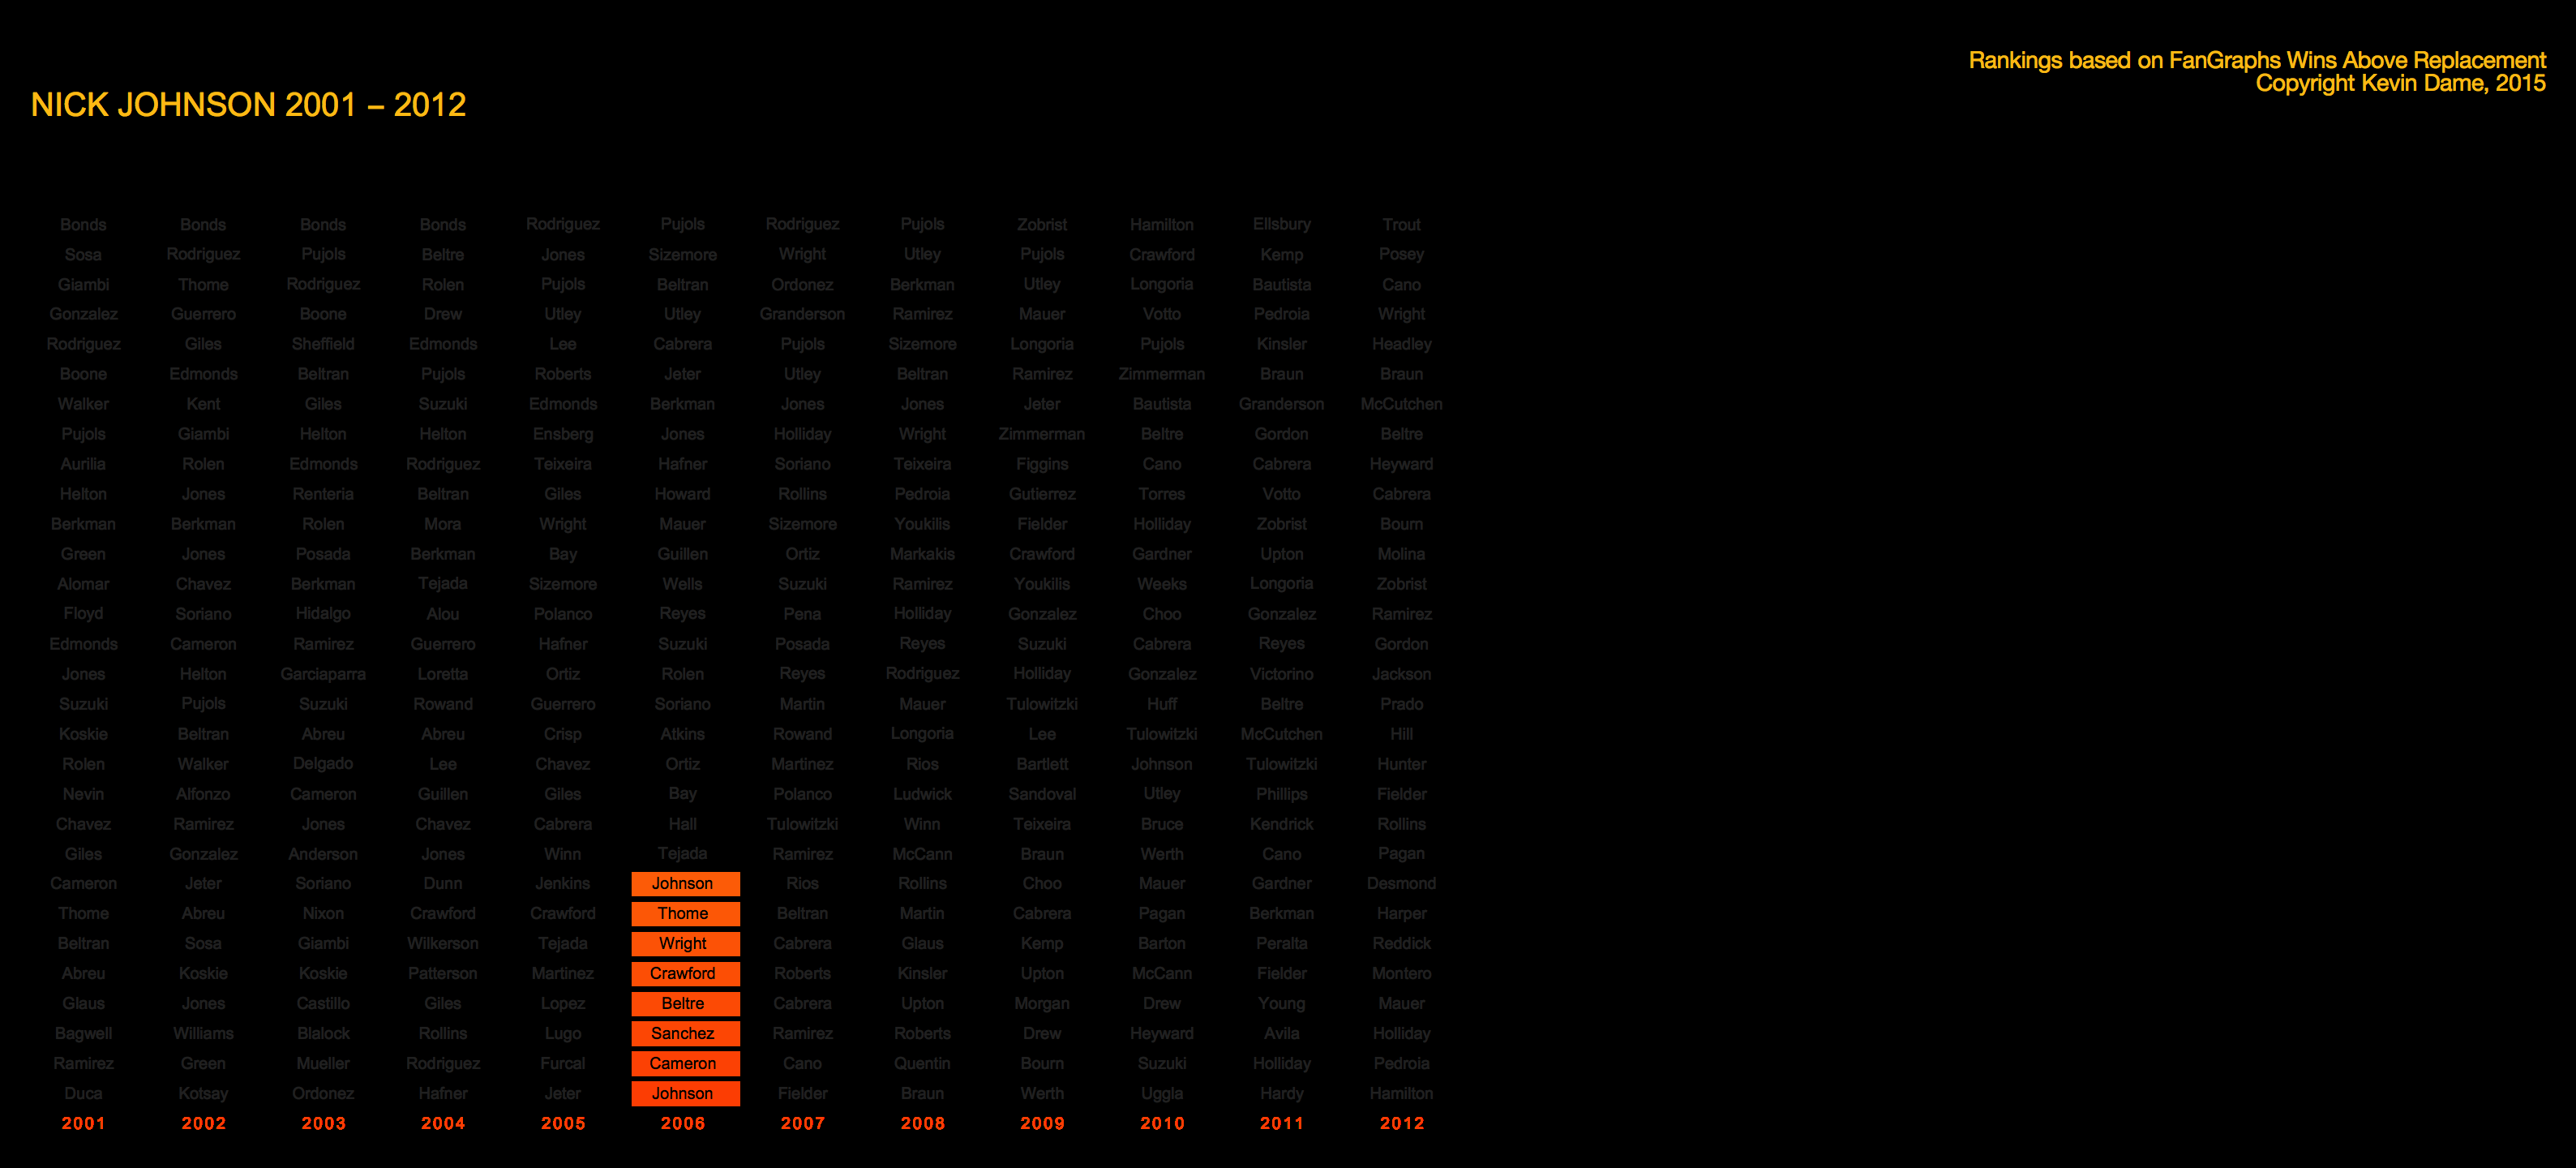 Rankings based on FanGraphs Wins Above Replacement
Copyright Kevin Dame, 2015
NICK JOHNSON 2001 – 2012
Bonds Bonds Bonds Bonds Rodriguez Pujols Rodriguez Pujols Zobrist Hamilton Ellsbury Trout
Sosa Rodriguez Pujols Beltre Jones Sizemore Wright Utley Pujols Crawford Kemp Posey
Giambi Thome Rodriguez Rolen Pujols Beltran Ordonez Berkman Utley Longoria Bautista Cano
Gonzalez Guerrero Boone Drew Utley Utley Granderson Ramirez Mauer Votto Pedroia Wright
Rodriguez Giles Sheffield Edmonds Lee Cabrera Pujols Sizemore Longoria Pujols Kinsler Headley
Boone Edmonds Beltran Pujols Roberts Jeter Utley Beltran Ramirez Zimmerman Braun Braun
Walker Kent Giles Suzuki Edmonds Berkman Jones Jones Jeter Bautista Granderson McCutchen
Pujols Giambi Helton Helton Ensberg Jones Holliday Wright Zimmerman Beltre Gordon Beltre
Aurilia Rolen Edmonds Rodriguez Teixeira Hafner Soriano Teixeira Figgins Cano Cabrera Heyward
Helton Jones Renteria Beltran Giles Howard Rollins Pedroia Gutierrez Torres Votto Cabrera
Berkman Berkman Rolen Mora Wright Mauer Sizemore Youkilis Fielder Holliday Zobrist Bourn
Green Jones Posada Berkman Bay Guillen Ortiz Markakis Crawford Gardner Upton Molina
Alomar Chavez Berkman Tejada Sizemore Wells Suzuki Ramirez Youkilis Weeks Longoria Zobrist
Floyd Soriano Hidalgo Alou Polanco Reyes Pena Holliday Gonzalez Choo Gonzalez Ramirez
Edmonds Cameron Ramirez Guerrero Hafner Suzuki Posada Reyes Suzuki Cabrera Reyes Gordon
Jones Helton Garciaparra Loretta Ortiz Rolen Reyes Rodriguez Holliday Gonzalez Victorino Jackson
Suzuki Pujols Suzuki Rowand Guerrero Soriano Martin Mauer Tulowitzki Huff Beltre Prado
Koskie Beltran Abreu Abreu Crisp Atkins Rowand Longoria Lee Tulowitzki McCutchen Hill
Rolen Walker Delgado Lee Chavez Ortiz Martinez Rios Bartlett Johnson Tulowitzki Hunter
Nevin Alfonzo Cameron Guillen Giles Bay Polanco Ludwick Sandoval Utley Phillips Fielder
Chavez Ramirez Jones Chavez Cabrera Hall Tulowitzki Winn Teixeira Bruce Kendrick Rollins
Giles Gonzalez Anderson Jones Winn Tejada Ramirez McCann Braun Werth Cano Pagan
Cameron Jeter Soriano Dunn Jenkins Johnson Rios Rollins Choo Mauer Gardner Desmond
Thome Abreu Nixon Crawford Crawford Thome Beltran Martin Cabrera Pagan Berkman Harper
Beltran Sosa Giambi Wilkerson Tejada Wright Cabrera Glaus Kemp Barton Peralta Reddick
Abreu Koskie Koskie Patterson Martinez Crawford Roberts Kinsler Upton McCann Fielder Montero
Glaus Jones Castillo Giles Lopez Beltre Cabrera Upton Morgan Drew Young Mauer
Bagwell Williams Blalock Rollins Lugo Sanchez Ramirez Roberts Drew Heyward Avila Holliday
Ramirez Green Mueller Rodriguez Furcal Cameron Cano Quentin Bourn Suzuki Holliday Pedroia
Duca Kotsay Ordonez Hafner Jeter Johnson Fielder Braun Werth Uggla Hardy Hamilton
2001 2002 2003 2004 2005 2006 2007 2008 2009 2010 2011 2012